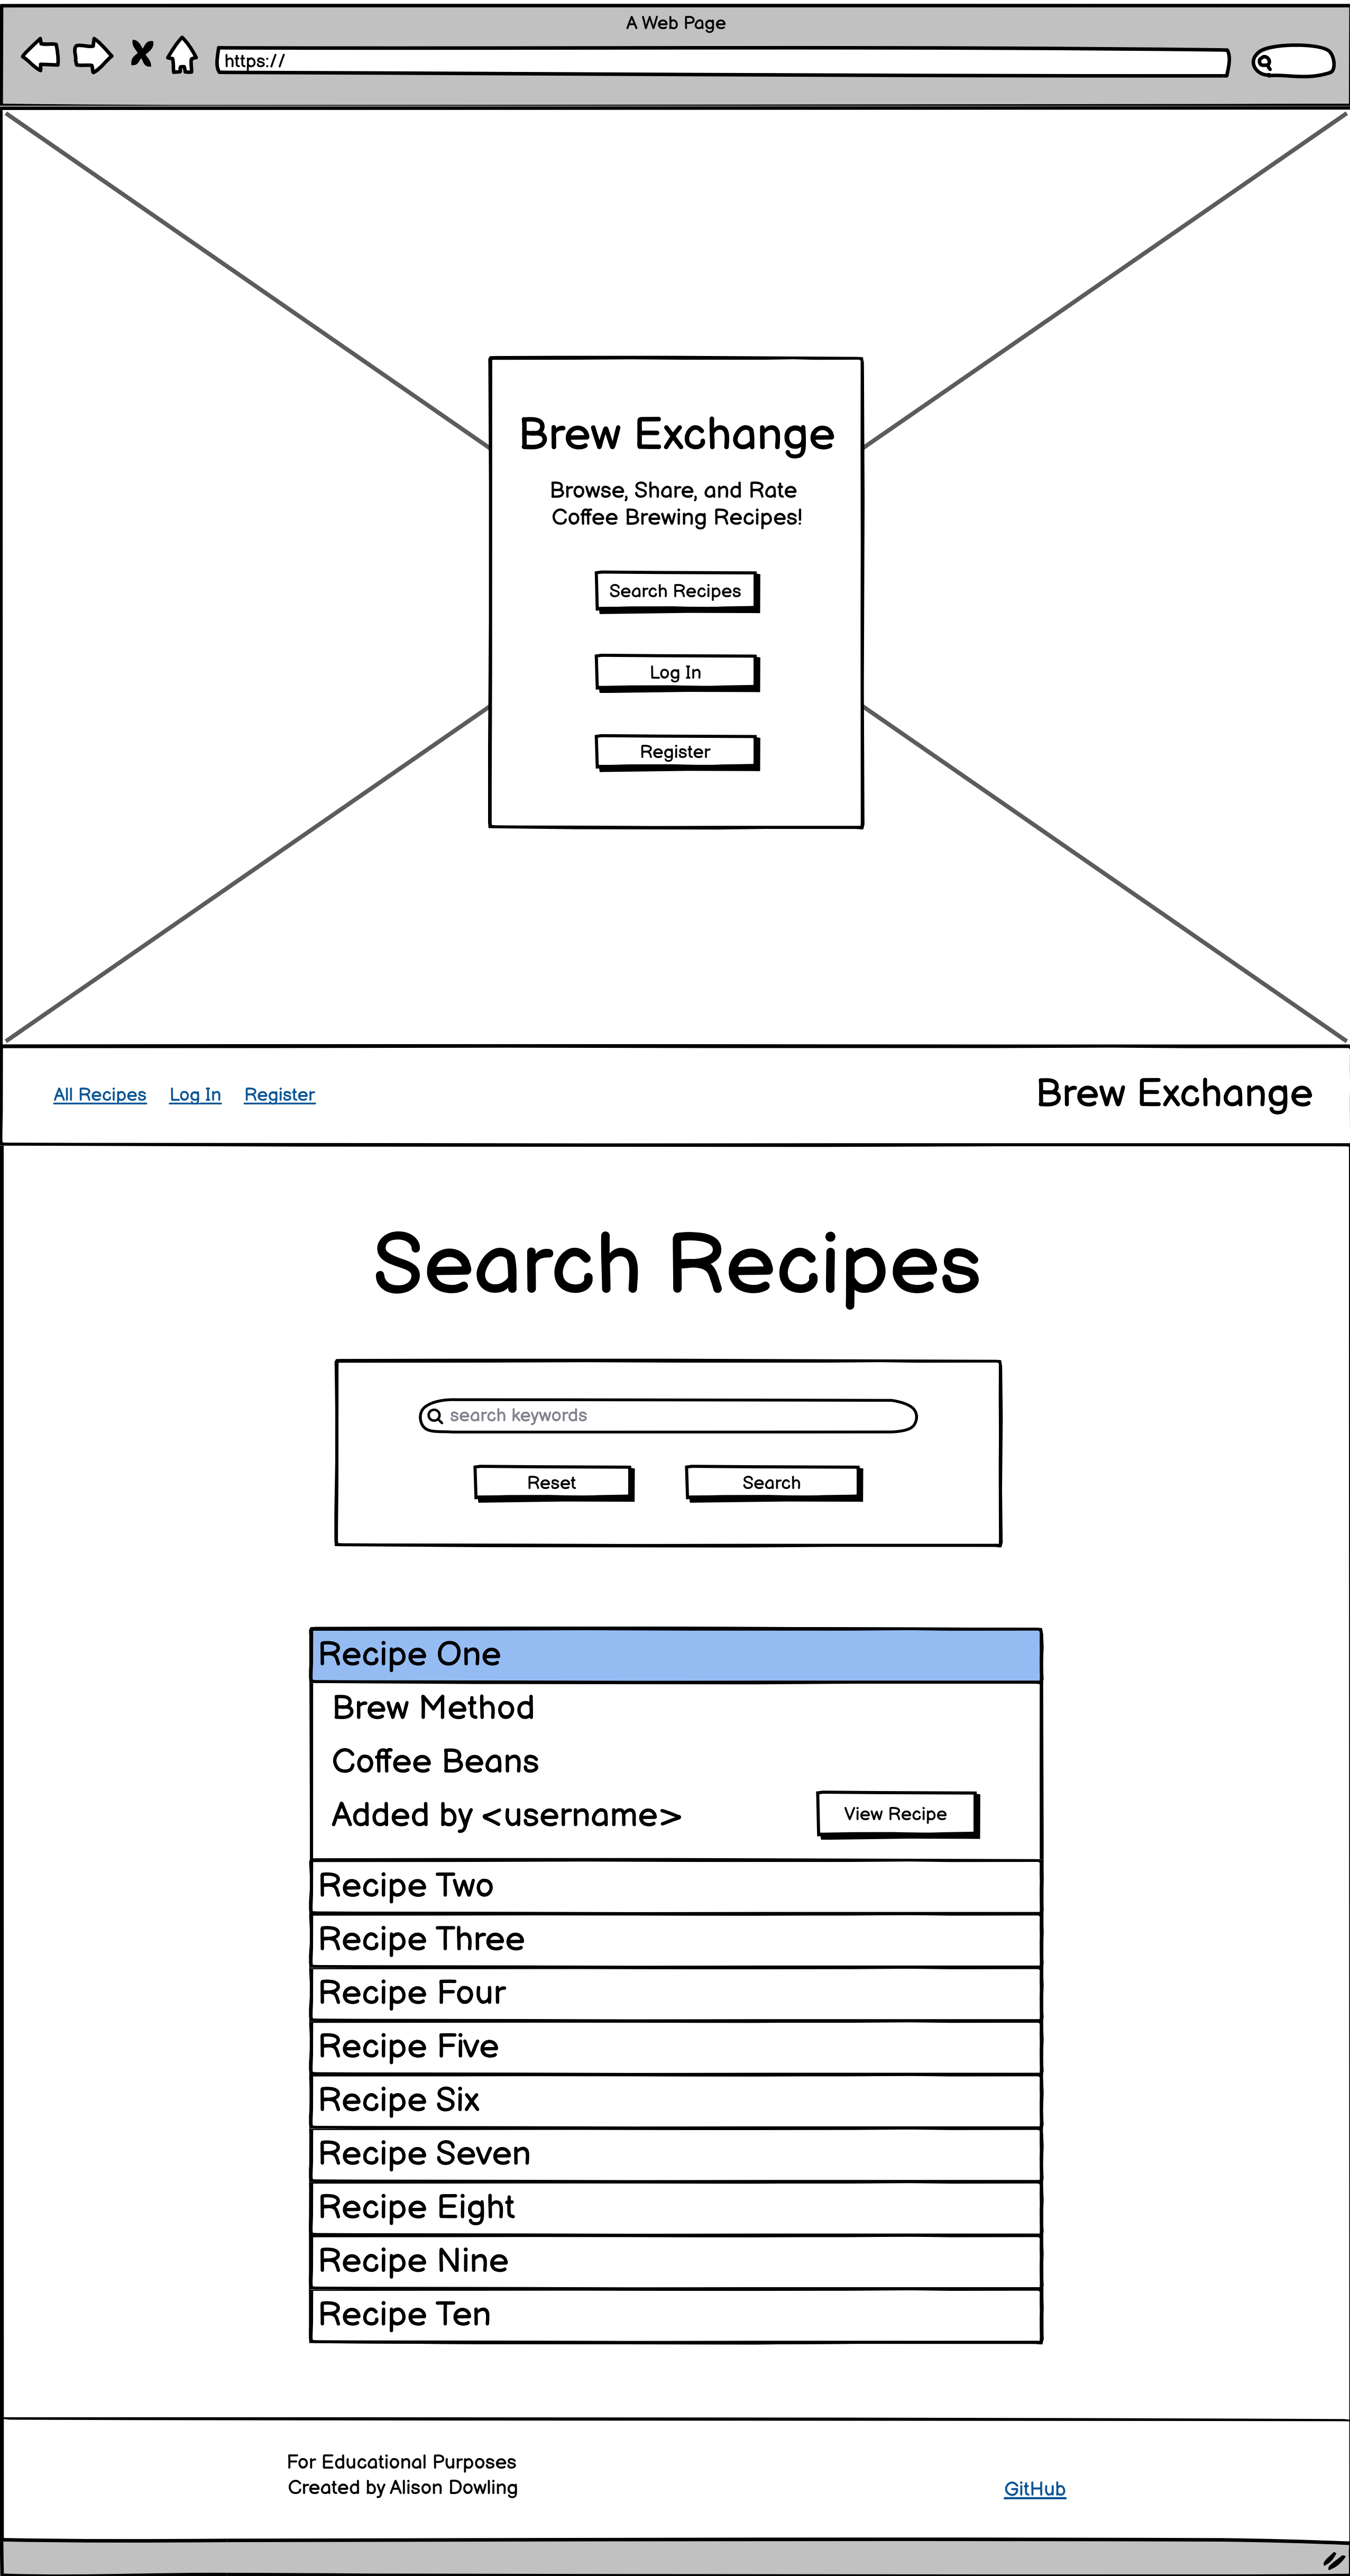 A Web Page
https://
Brew Exchange
Browse, Share, and Rate
Coffee Brewing Recipes!
Search Recipes
Log In
Register
All Recipes Log In Register
Brew Exchange
Search Recipes
search keywords
Reset Search
Recipe One
Brew Method
Coffee Beans
Added by <username>
View Recipe
Recipe Two
Recipe Three
Recipe Four
Recipe Five
Recipe Six
Recipe Seven
Recipe Eight
Recipe Nine
Recipe Ten
For Educational Purposes
Created by Alison Dowling
GitHub